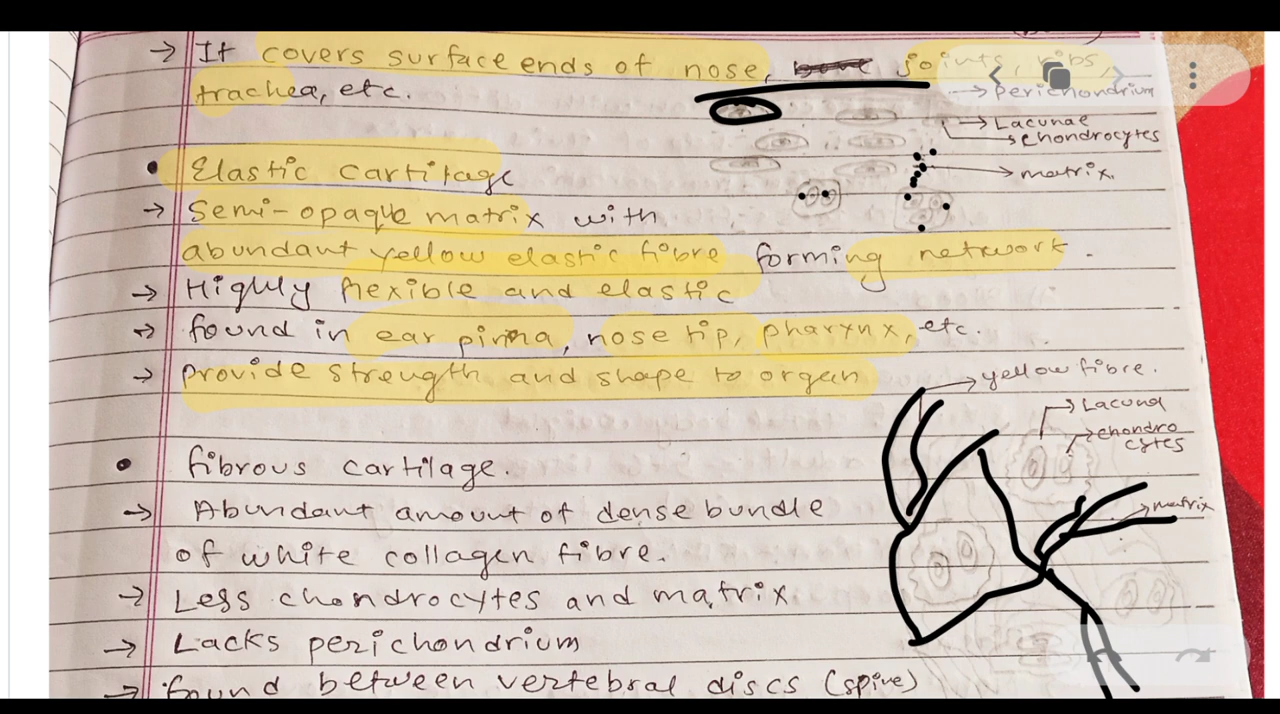 → It covers surface ends of nose, joints, ribs,
trachea, etc.
→ Perichondrium
→ Lacunae
→ chondrocytes
→ matrix
• Elastic cartilage
→ Semi-opaque matrix with
abundant yellow elastic fibre forming network.
→ Highly flexible and elastic
→ found in ear pinna, nose tip, pharynx, etc.
→ Provide strength and shape to organ
→ yellow fibre.
→ Lacuna
→ chondro
cytes
→ matrix
• fibrous cartilage.
→ Abundant amount of dense bundle
of white collagen fibre.
→ Less chondrocytes and matrix
→ Lacks perichondrium
→ found between vertebral discs (spine)